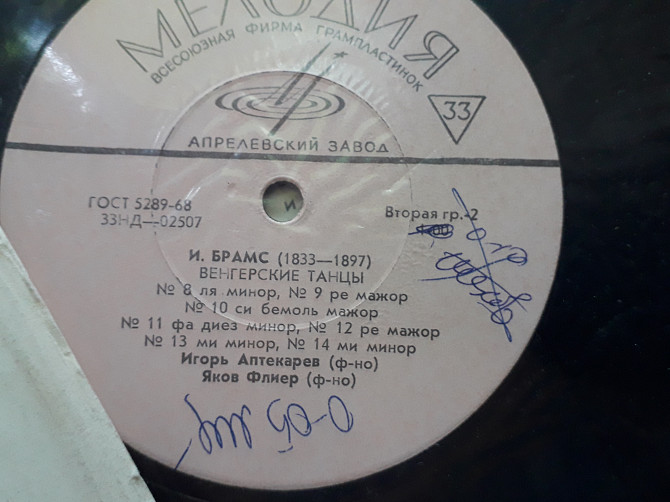 МЕЛОДИЯ
ВСЕСОЮЗНАЯ ФИРМА ГРАМПЛАСТИНОК
33
АПРЕЛЕВСКИЙ ЗАВОД
ГОСТ 5289-68
33НД—02507
Вторая гр.-2
И. БРАМС (1833—1897)
ВЕНГЕРСКИЕ ТАНЦЫ
№ 8 ля минор, № 9 ре мажор
№ 10 си бемоль мажор
№ 11 фа диез минор, № 12 ре мажор
№ 13 ми минор, № 14 ми минор
Игорь Аптекарев (ф-но)
Яков Флиер (ф-но)